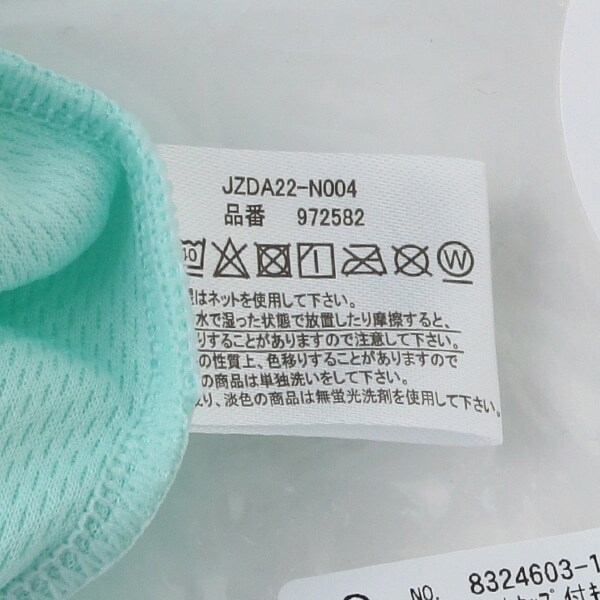 JZDA22-N004
品番 972582
40
W
はネットを使用して下さい。
水で湿った状態で放置したり摩擦すると、
りすることがありますので注意して下さい。
の性質上、色移りすることがありますので
の商品は単独洗いをして下さい。
り、淡色の商品は無蛍光洗剤を使用して下さい。
NO. 8324603-1